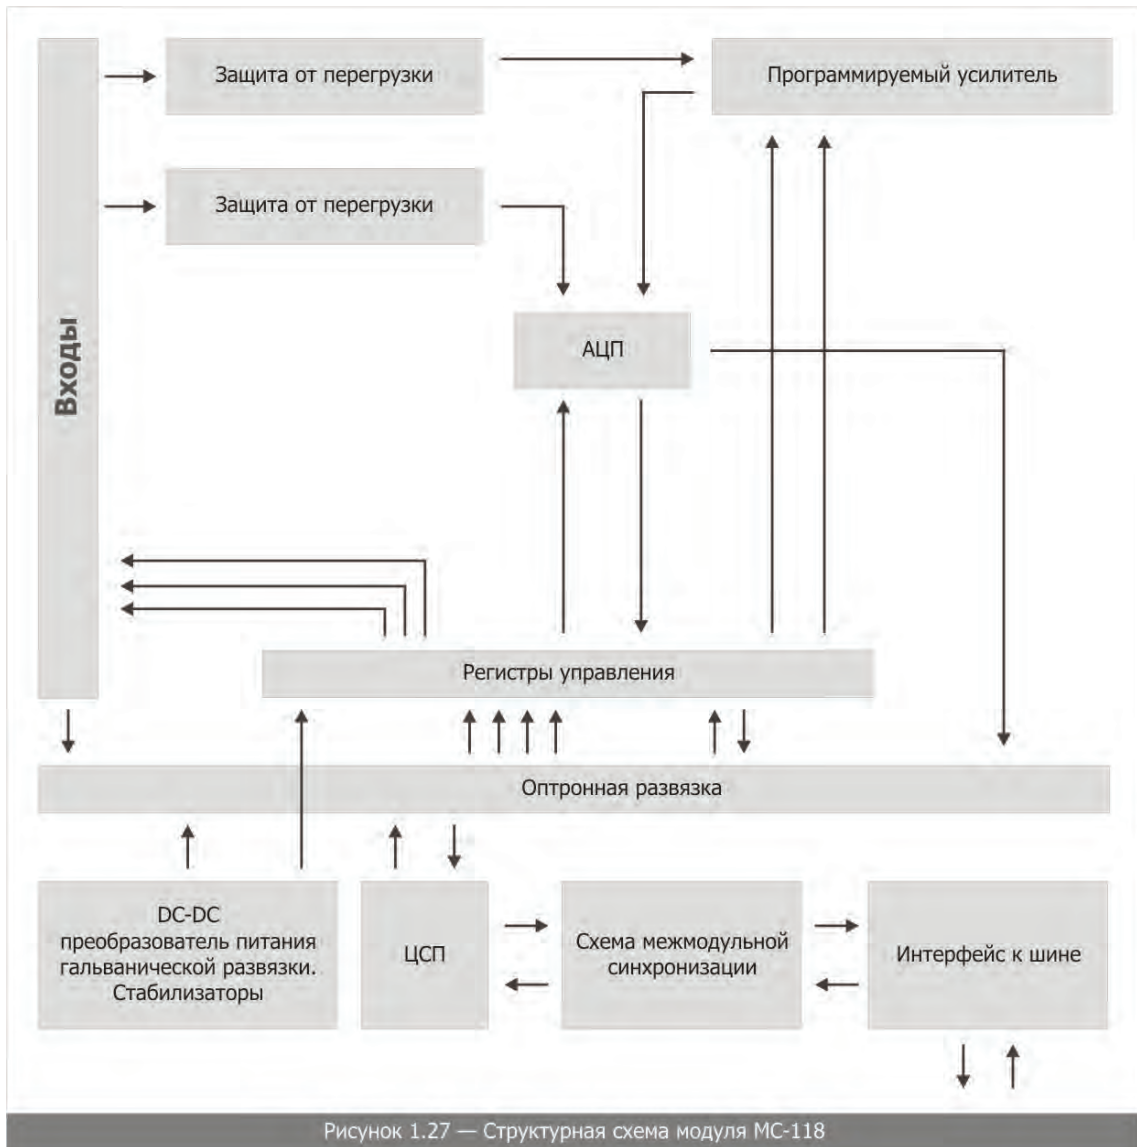 Входы
Защита от перегрузки
Программируемый усилитель
Защита от перегрузки
АЦП
Регистры управления
Оптронная развязка
DC-DC
преобразователь питания
гальванической развязки.
Стабилизаторы
ЦСП
Схема межмодульной
синхронизации
Интерфейс к шине
Рисунок 1.27 — Структурная схема модуля МС-118